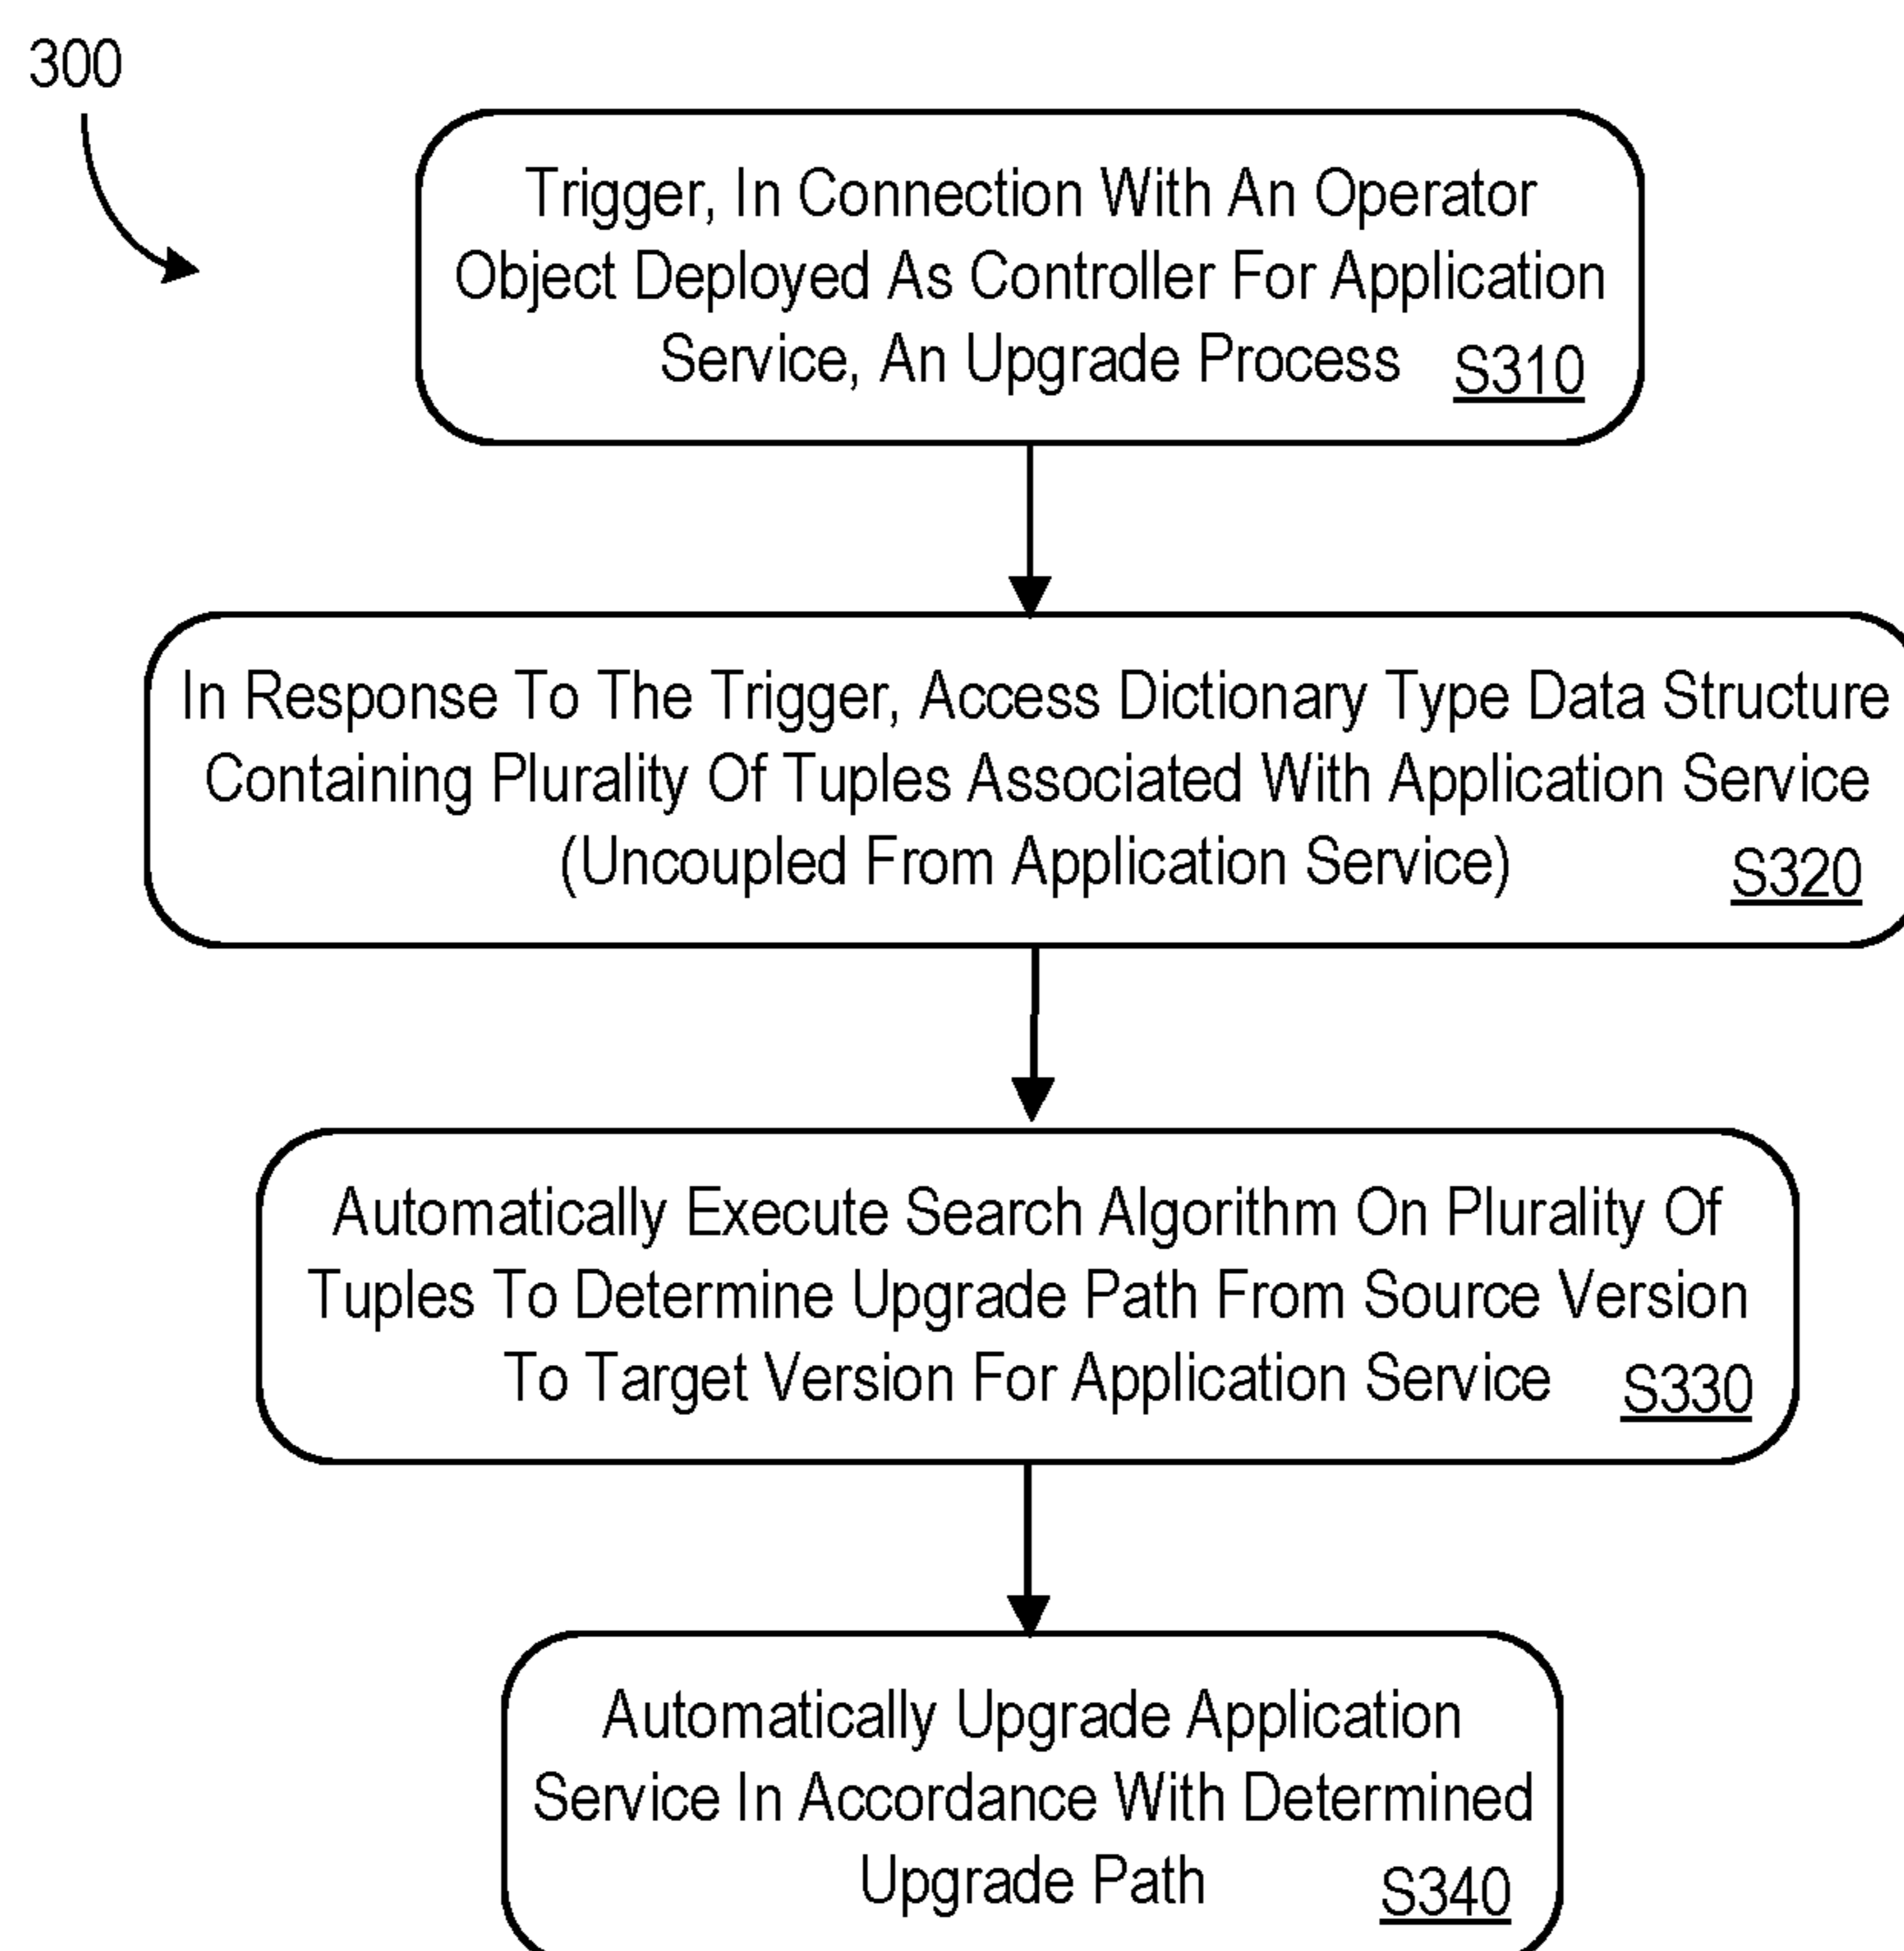 300
Trigger, In Connection With An Operator
Object Deployed As Controller For Application
Service, An Upgrade Process S310
In Response To The Trigger, Access Dictionary Type Data Structure
Containing Plurality Of Tuples Associated With Application Service
(Uncoupled From Application Service) S320
Automatically Execute Search Algorithm On Plurality Of
Tuples To Determine Upgrade Path From Source Version
To Target Version For Application Service S330
Automatically Upgrade Application
Service In Accordance With Determined
Upgrade Path S340